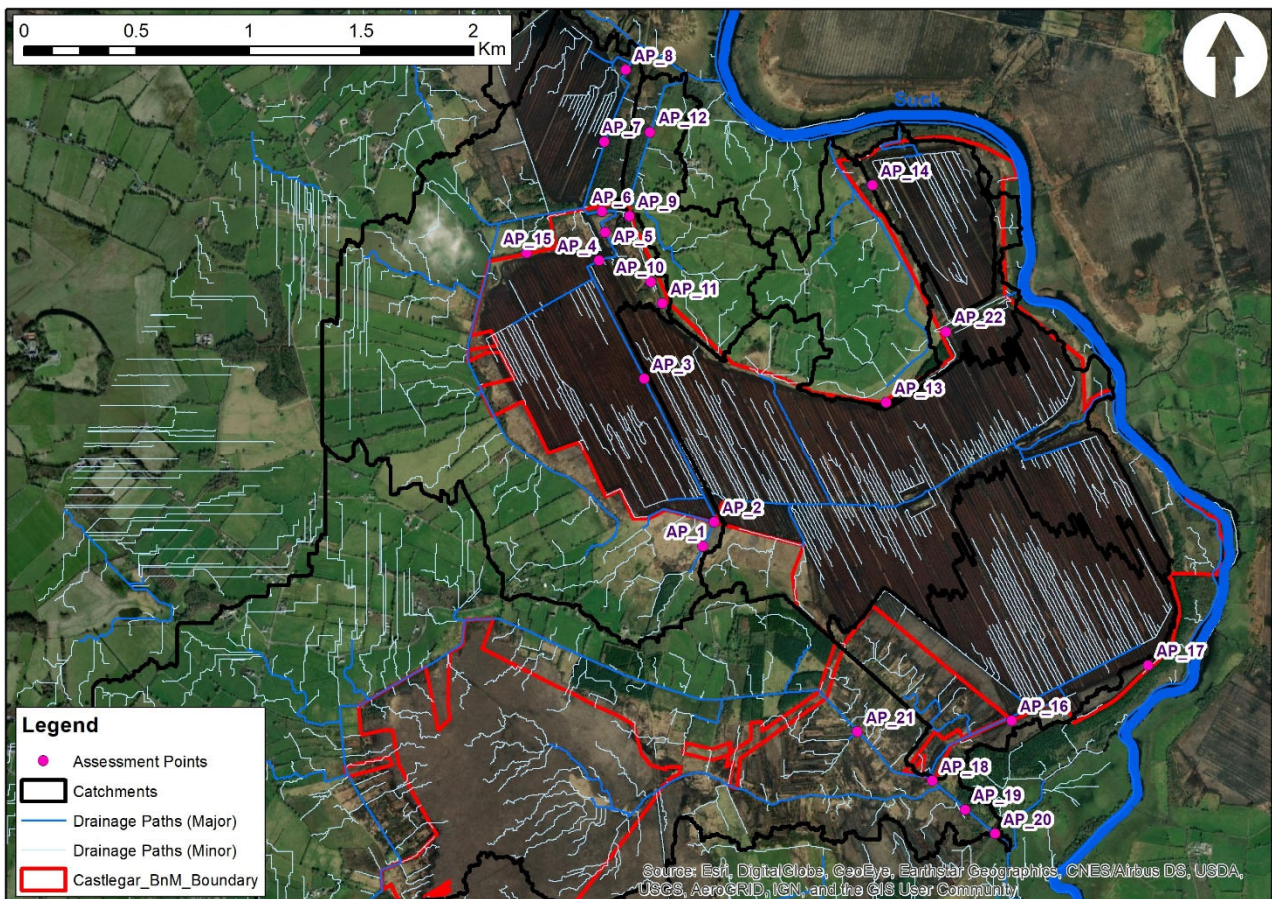 0 0.5 1 1.5 2
Km
Suck
AP_8
AP_12
AP_7
AP_14
AP_6
AP_9
AP_5
AP_15
AP_4
AP_10
AP_11
AP_22
AP_3
AP_13
AP_2
AP_1
AP_17
AP_16
AP_21
AP_18
AP_19
AP_20
Legend
Assessment Points
Catchments
Drainage Paths (Major)
Drainage Paths (Minor)
Castlegar_BnM_Boundary
Source: Esri, DigitalGlobe, GeoEye, Earthstar Geographics, CNES/Airbus DS, USDA,
USGS, AeroGRID, IGN, and the GIS User Community